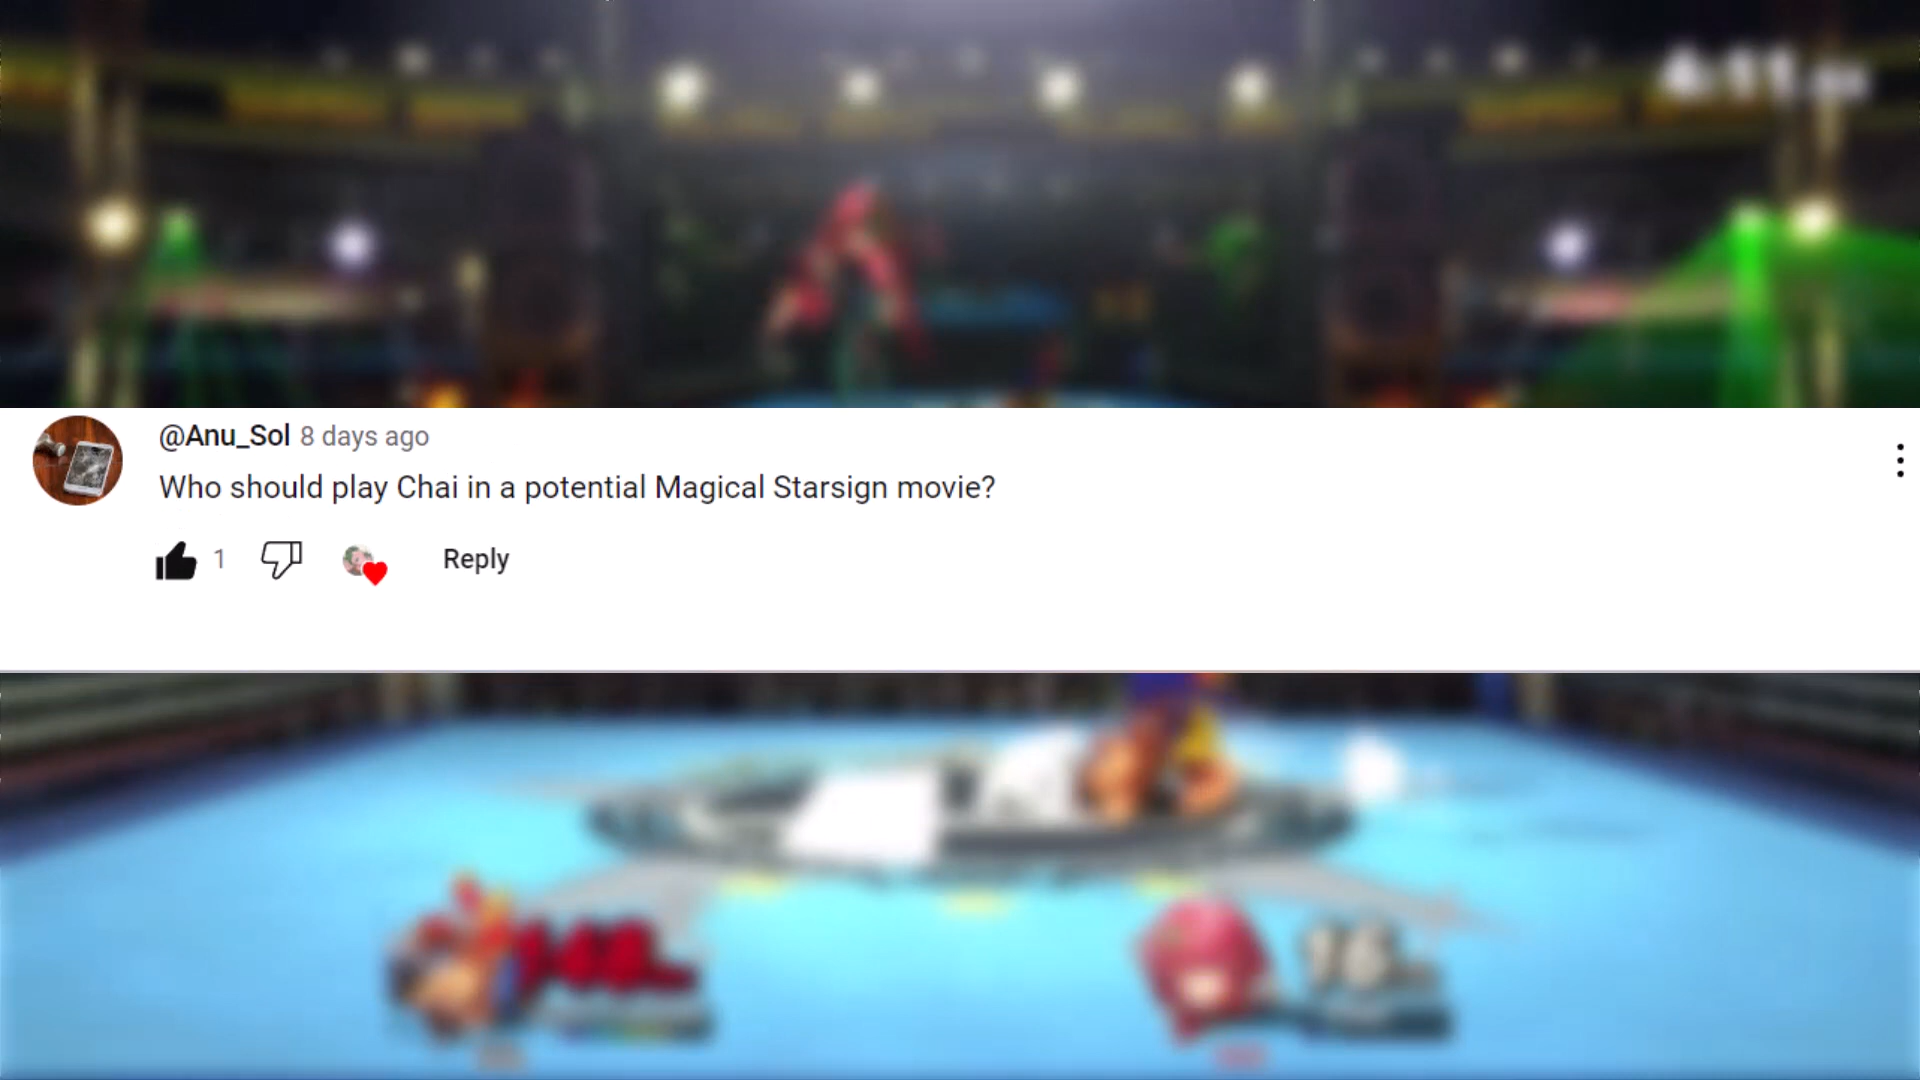 @Anu_Sol 8 days ago
Who should play Chai in a potential Magical Starsign movie?
1
Reply